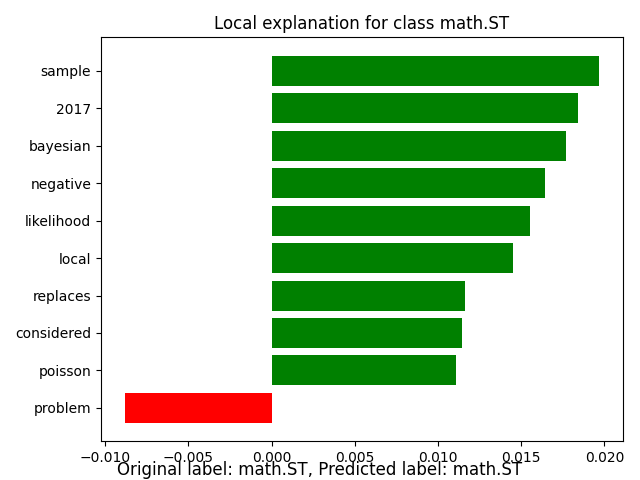 Local explanation for class math.ST
sample
2017
bayesian
negative
likelihood
local
replaces
considered
poisson
problem
−0.010 −0.005 0.000 0.005 0.010 0.015 0.020
Original label: math.ST, Predicted label: math.ST